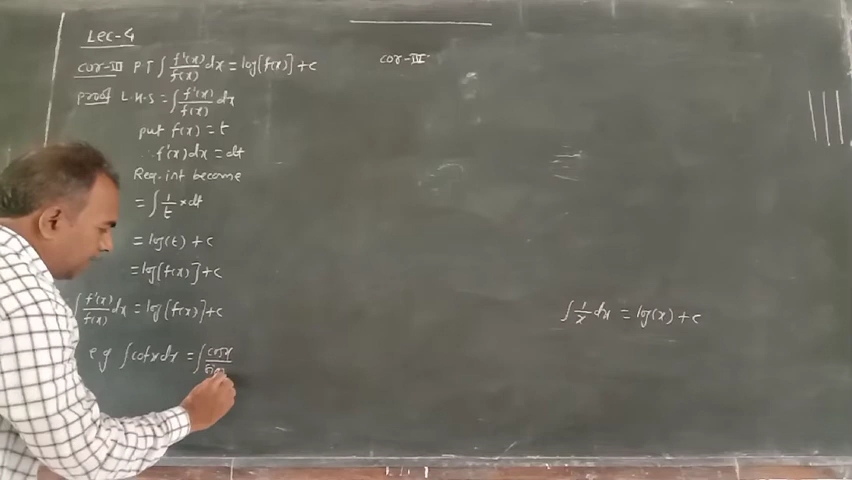 Lec-4
cor-III P T ∫ f'(x)/f(x) dx = log[f(x)] + c
proof L.H.S = ∫ f'(x)/f(x) dx
put f(x) = t
∴ f'(x) dx = dt
Req. int become
= ∫ 1/t × dt
= log(t) + c
= log[f(x)] + c
∫ f'(x)/f(x) dx = log[f(x)] + c
e.g ∫ cotx dx = ∫ cosx/sin
cor-IV
∫ 1/x dx = log(x) + c